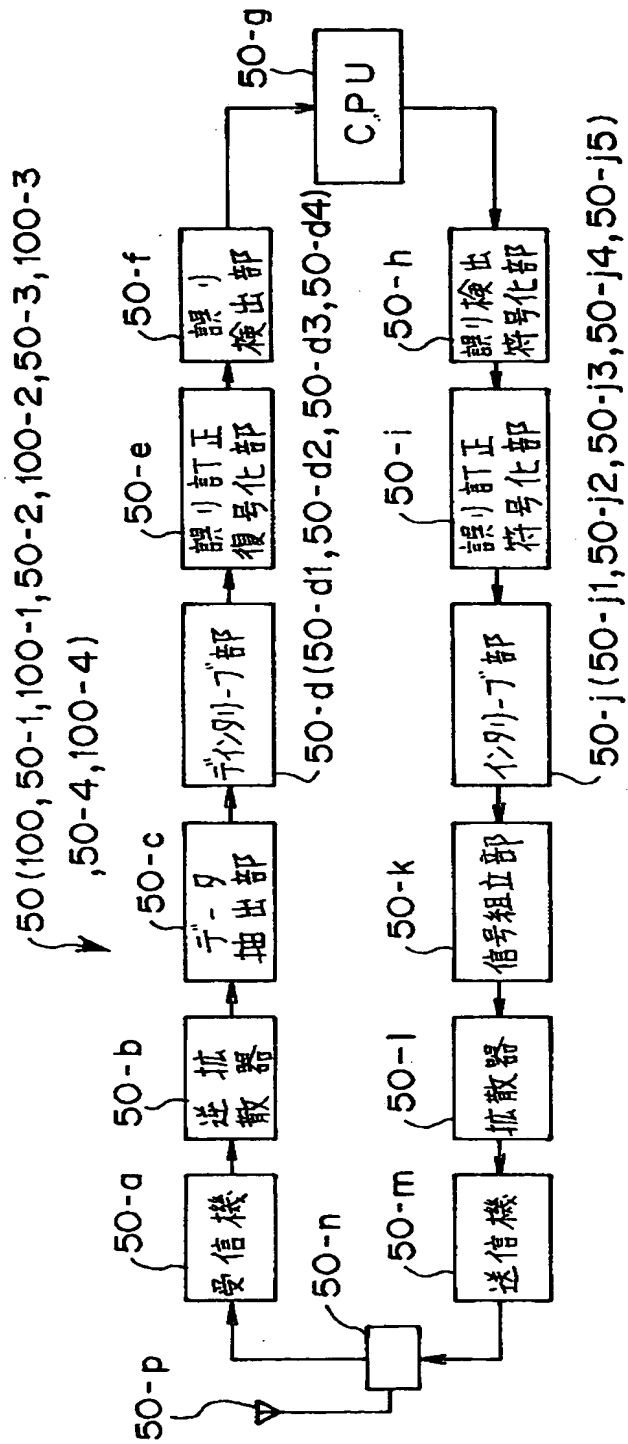 50(100,50-1,100-1,50-2,100-2,50-3,100-3
,50-4,100-4)
50-p
50-n
50-a
受信機
50-b
逆拡
散器
50-c
データ
抽出部
ディンタリーブ部
50-d(50-d1,50-d2,50-d3,50-d4)
50-e
誤り訂正
復号化部
50-f
誤り
検出部
50-g
CPU
50-h
誤り検出
符号化部
50-i
誤り訂正
符号化部
インタリーブ部
50-j(50-j1,50-j2,50-j3,50-j4,50-j5)
50-k
信号組立部
50-l
拡散器
50-m
送信機